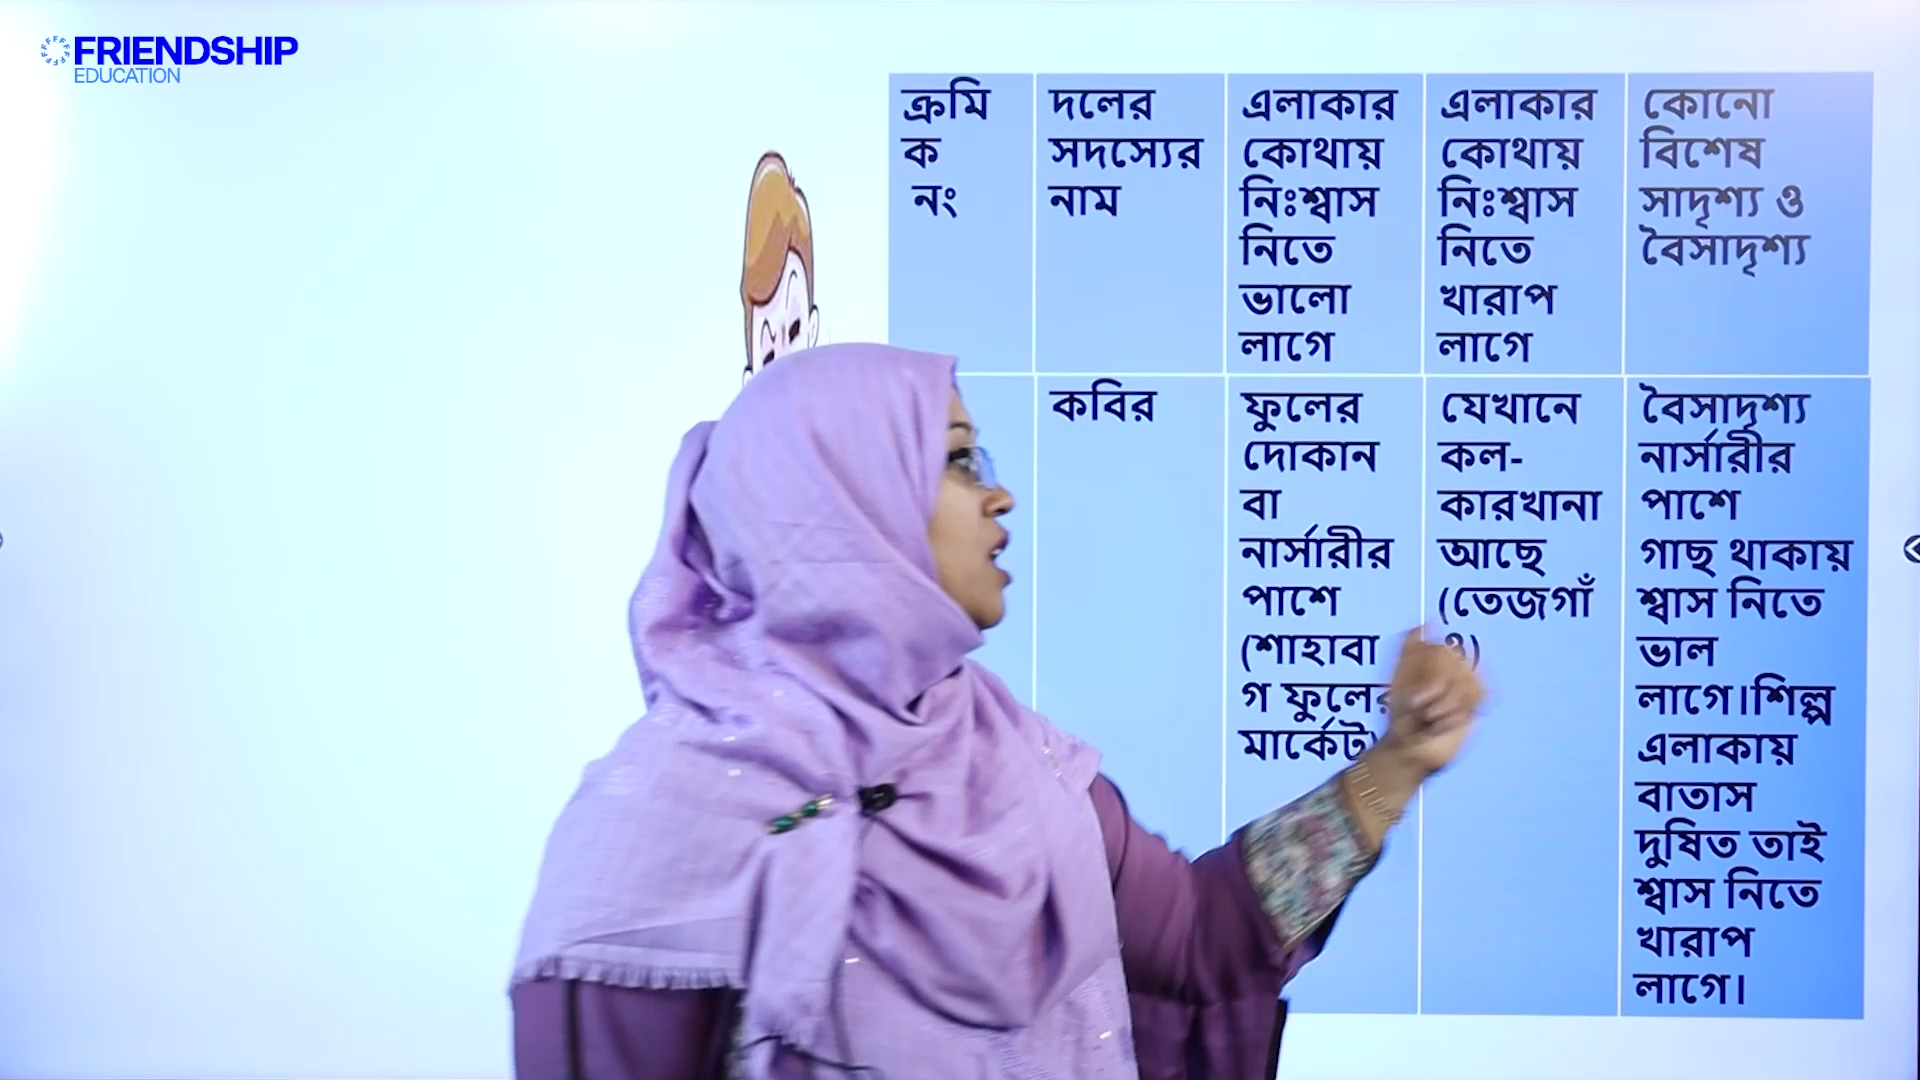 FRIENDSHIP
EDUCATION
ক্রমি
ক
নং
দলের
সদস্যের
নাম
এলাকার
কোথায়
নিঃশ্বাস
নিতে
ভালো
লাগে
এলাকার
কোথায়
নিঃশ্বাস
নিতে
খারাপ
লাগে
কোনো
বিশেষ
সাদৃশ্য ও
বৈসাদৃশ্য
কবির
ফুলের
দোকান
বা
নার্সারীর
পাশে
(শাহাবা
গ ফুলের
মার্কেট)
যেখানে
কল-
কারখানা
আছে
(তেজগাঁ
ও)
বৈসাদৃশ্য
নার্সারীর
পাশে
গাছ থাকায়
শ্বাস নিতে
ভাল
লাগে।শিল্প
এলাকায়
বাতাস
দুষিত তাই
শ্বাস নিতে
খারাপ
লাগে।